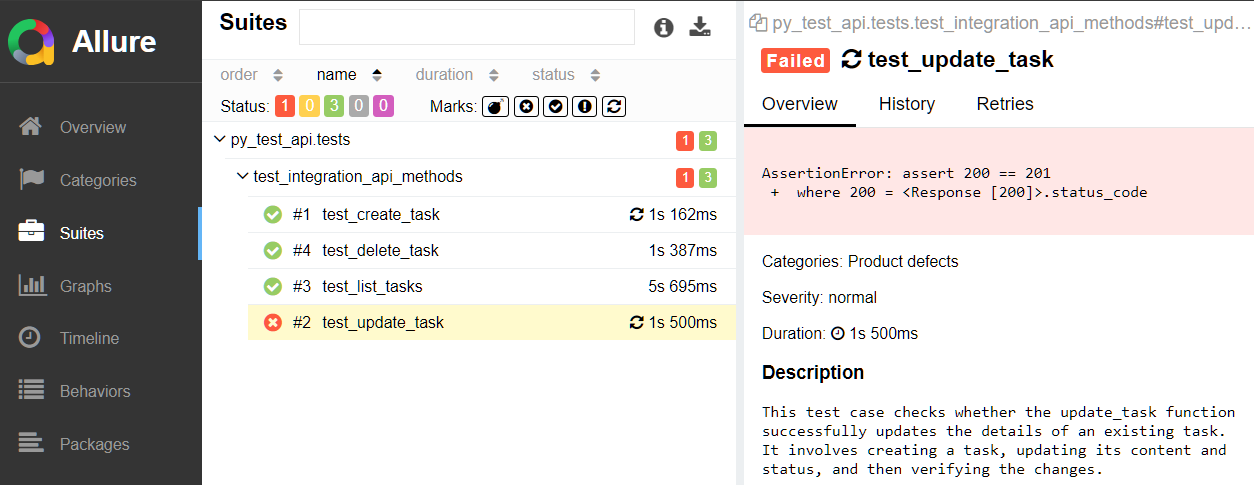 Allure
Overview
Categories
Suites
Graphs
Timeline
Behaviors
Packages
Suites
order name duration status
Status: 1 0 3 0 0 Marks:
py_test_api.tests 1 3
test_integration_api_methods 1 3
#1 test_create_task 1s 162ms
#4 test_delete_task 1s 387ms
#3 test_list_tasks 5s 695ms
#2 test_update_task 1s 500ms
py_test_api.tests.test_integration_api_methods#test_upd…
Failed test_update_task
Overview History Retries
AssertionError: assert 200 == 201
+ where 200 = <Response [200]>.status_code
Categories: Product defects
Severity: normal
Duration: 1s 500ms
Description
This test case checks whether the update_task function
successfully updates the details of an existing task.
It involves creating a task, updating its content and
status, and then verifying the changes.